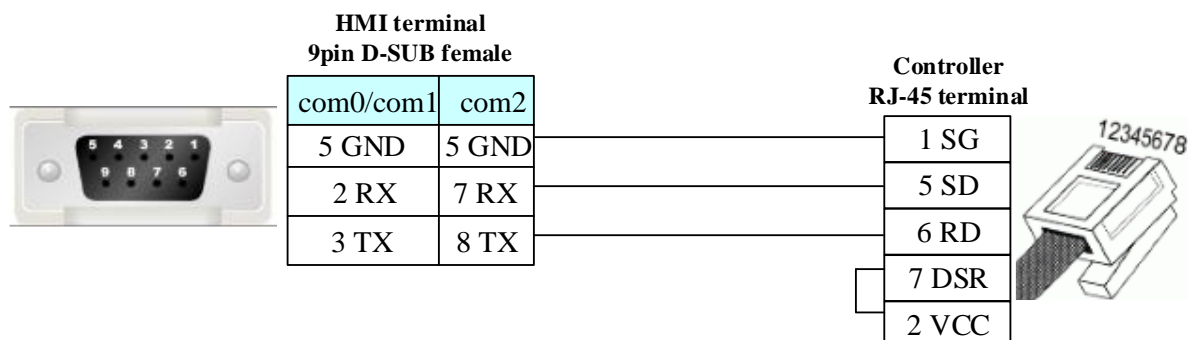 HMI terminal
9pin D-SUB female
Controller
RJ-45 terminal
com0/com1 com2
5 GND 5 GND
2 RX 7 RX
3 TX 8 TX
5 4 3 2 1
9 8 7 6
1 SG
5 SD
6 RD
7 DSR
2 VCC
12345678